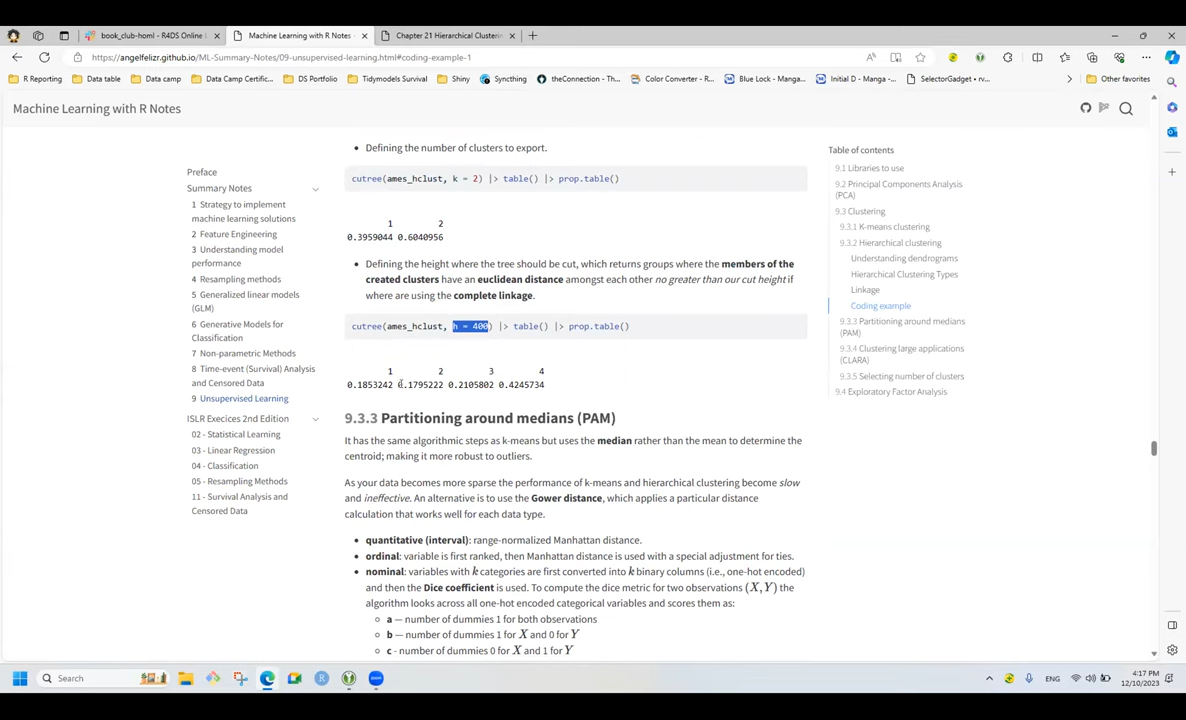 book_club-homl - R4DS Online L
Machine Learning with R Notes -
Chapter 21 Hierarchical Clusterin
https://angelfelizr.github.io/ML-Summary-Notes/09-unsupervised-learning.html#coding-example-1
R Reporting
Data table
Data camp
Data Camp Certific...
DS Portfolio
Tidymodels Survival
Shiny
Syncthing
theConnection - Th...
Color Converter - R...
Blue Lock - Manga...
Initial D - Manga -...
SelectorGadget • rv...
Other favorites
Machine Learning with R Notes
Preface
Summary Notes
1 Strategy to implement
machine learning solutions
2 Feature Engineering
3 Understanding model
performance
4 Resampling methods
5 Generalized linear models
(GLM)
6 Generative Models for
Classification
7 Non-parametric Methods
8 Time-event (Survival) Analysis
and Censored Data
9 Unsupervised Learning
ISLR Execices 2nd Edition
02 - Statistical Learning
03 - Linear Regression
04 - Classification
05 - Resampling Methods
11 - Survival Analysis and
Censored Data
• Defining the number of clusters to export.
cutree(ames_hclust, k = 2) |> table() |> prop.table()
1 2
0.3959044 0.6040956
• Defining the height where the tree should be cut, which returns groups where the members of the
created clusters have an euclidean distance amongst each other no greater than our cut height if
where are using the complete linkage.
cutree(ames_hclust, h = 400) |> table() |> prop.table()
1 2 3 4
0.1853242 0.1795222 0.2105802 0.4245734
9.3.3 Partitioning around medians (PAM)
It has the same algorithmic steps as k-means but uses the median rather than the mean to determine the
centroid; making it more robust to outliers.
As your data becomes more sparse the performance of k-means and hierarchical clustering become slow
and ineffective. An alternative is to use the Gower distance, which applies a particular distance
calculation that works well for each data type.
• quantitative (interval): range-normalized Manhattan distance.
• ordinal: variable is first ranked, then Manhattan distance is used with a special adjustment for ties.
• nominal: variables with k categories are first converted into k binary columns (i.e., one-hot encoded)
and then the Dice coefficient is used. To compute the dice metric for two observations (X, Y) the
algorithm looks across all one-hot encoded categorical variables and scores them as:
○ a — number of dummies 1 for both observations
○ b — number of dummies 1 for X and 0 for Y
○ c - number of dummies 0 for X and 1 for Y
Table of contents
9.1 Libraries to use
9.2 Principal Components Analysis
(PCA)
9.3 Clustering
9.3.1 K-means clustering
9.3.2 Hierarchical clustering
Understanding dendrograms
Hierarchical Clustering Types
Linkage
Coding example
9.3.3 Partitioning around medians
(PAM)
9.3.4 Clustering large applications
(CLARA)
9.3.5 Selecting number of clusters
9.4 Exploratory Factor Analysis
Search
ENG
4:17 PM
12/10/2023